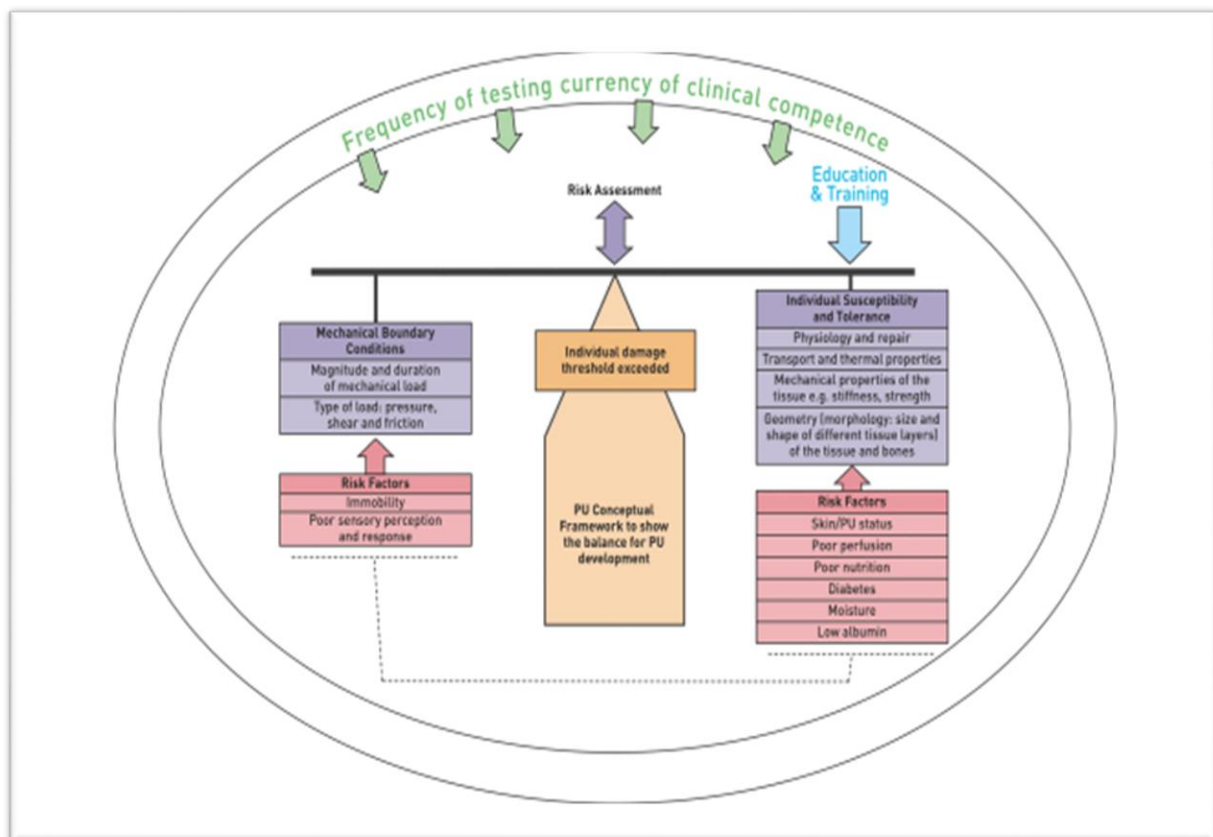 Frequency of testing currency of clinical competence
Risk Assessment
Education
& Training
Mechanical Boundary
Conditions
Magnitude and duration
of mechanical load
Type of load: pressure,
shear and friction
Risk Factors
Immobility
Poor sensory perception
and response
Individual damage
threshold exceeded
PU Conceptual
Framework to show
the balance for PU
development
Individual Susceptibility
and Tolerance
Physiology and repair
Transport and thermal properties
Mechanical properties of the
tissue e.g. stiffness, strength
Geometry (morphology: size and
shape of different tissue layers)
of the tissue and bones
Risk Factors
Skin/PU status
Poor perfusion
Poor nutrition
Diabetes
Moisture
Low albumin